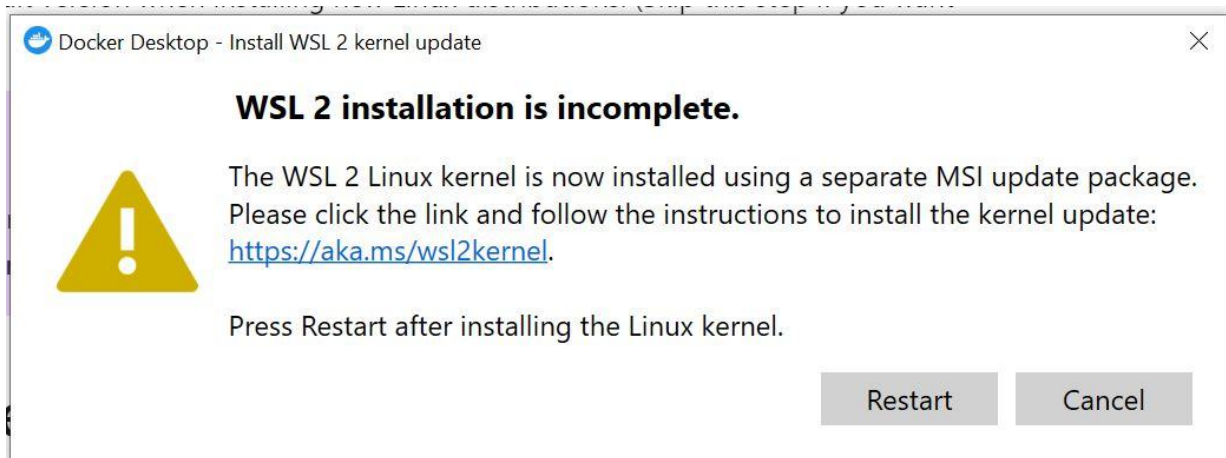 Docker Desktop - Install WSL 2 kernel update
WSL 2 installation is incomplete.
The WSL 2 Linux kernel is now installed using a separate MSI update package.
Please click the link and follow the instructions to install the kernel update:
https://aka.ms/wsl2kernel.
Press Restart after installing the Linux kernel.
Restart Cancel